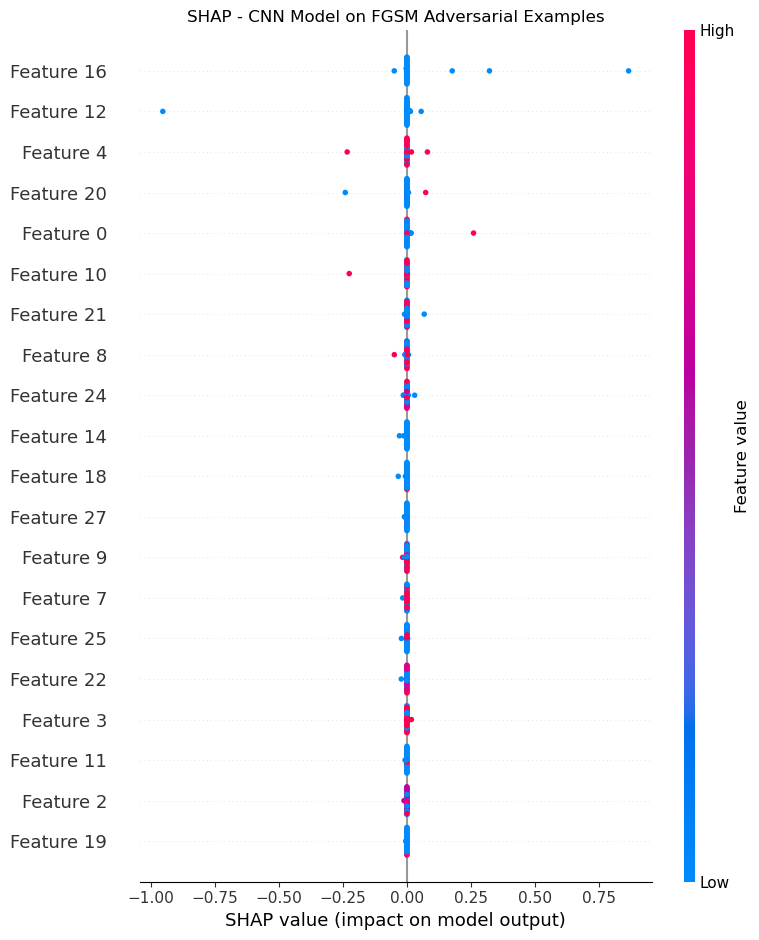 SHAP - CNN Model on FGSM Adversarial Examples
High
Feature 16
Feature 12
Feature 4
Feature 20
Feature 0
Feature 10
Feature 21
Feature 8
Feature 24
Feature 14
Feature 18
Feature 27
Feature 9
Feature 7
Feature 25
Feature 22
Feature 3
Feature 11
Feature 2
Feature 19
Feature value
Low
−1.00 −0.75 −0.50 −0.25 0.00 0.25 0.50 0.75
SHAP value (impact on model output)